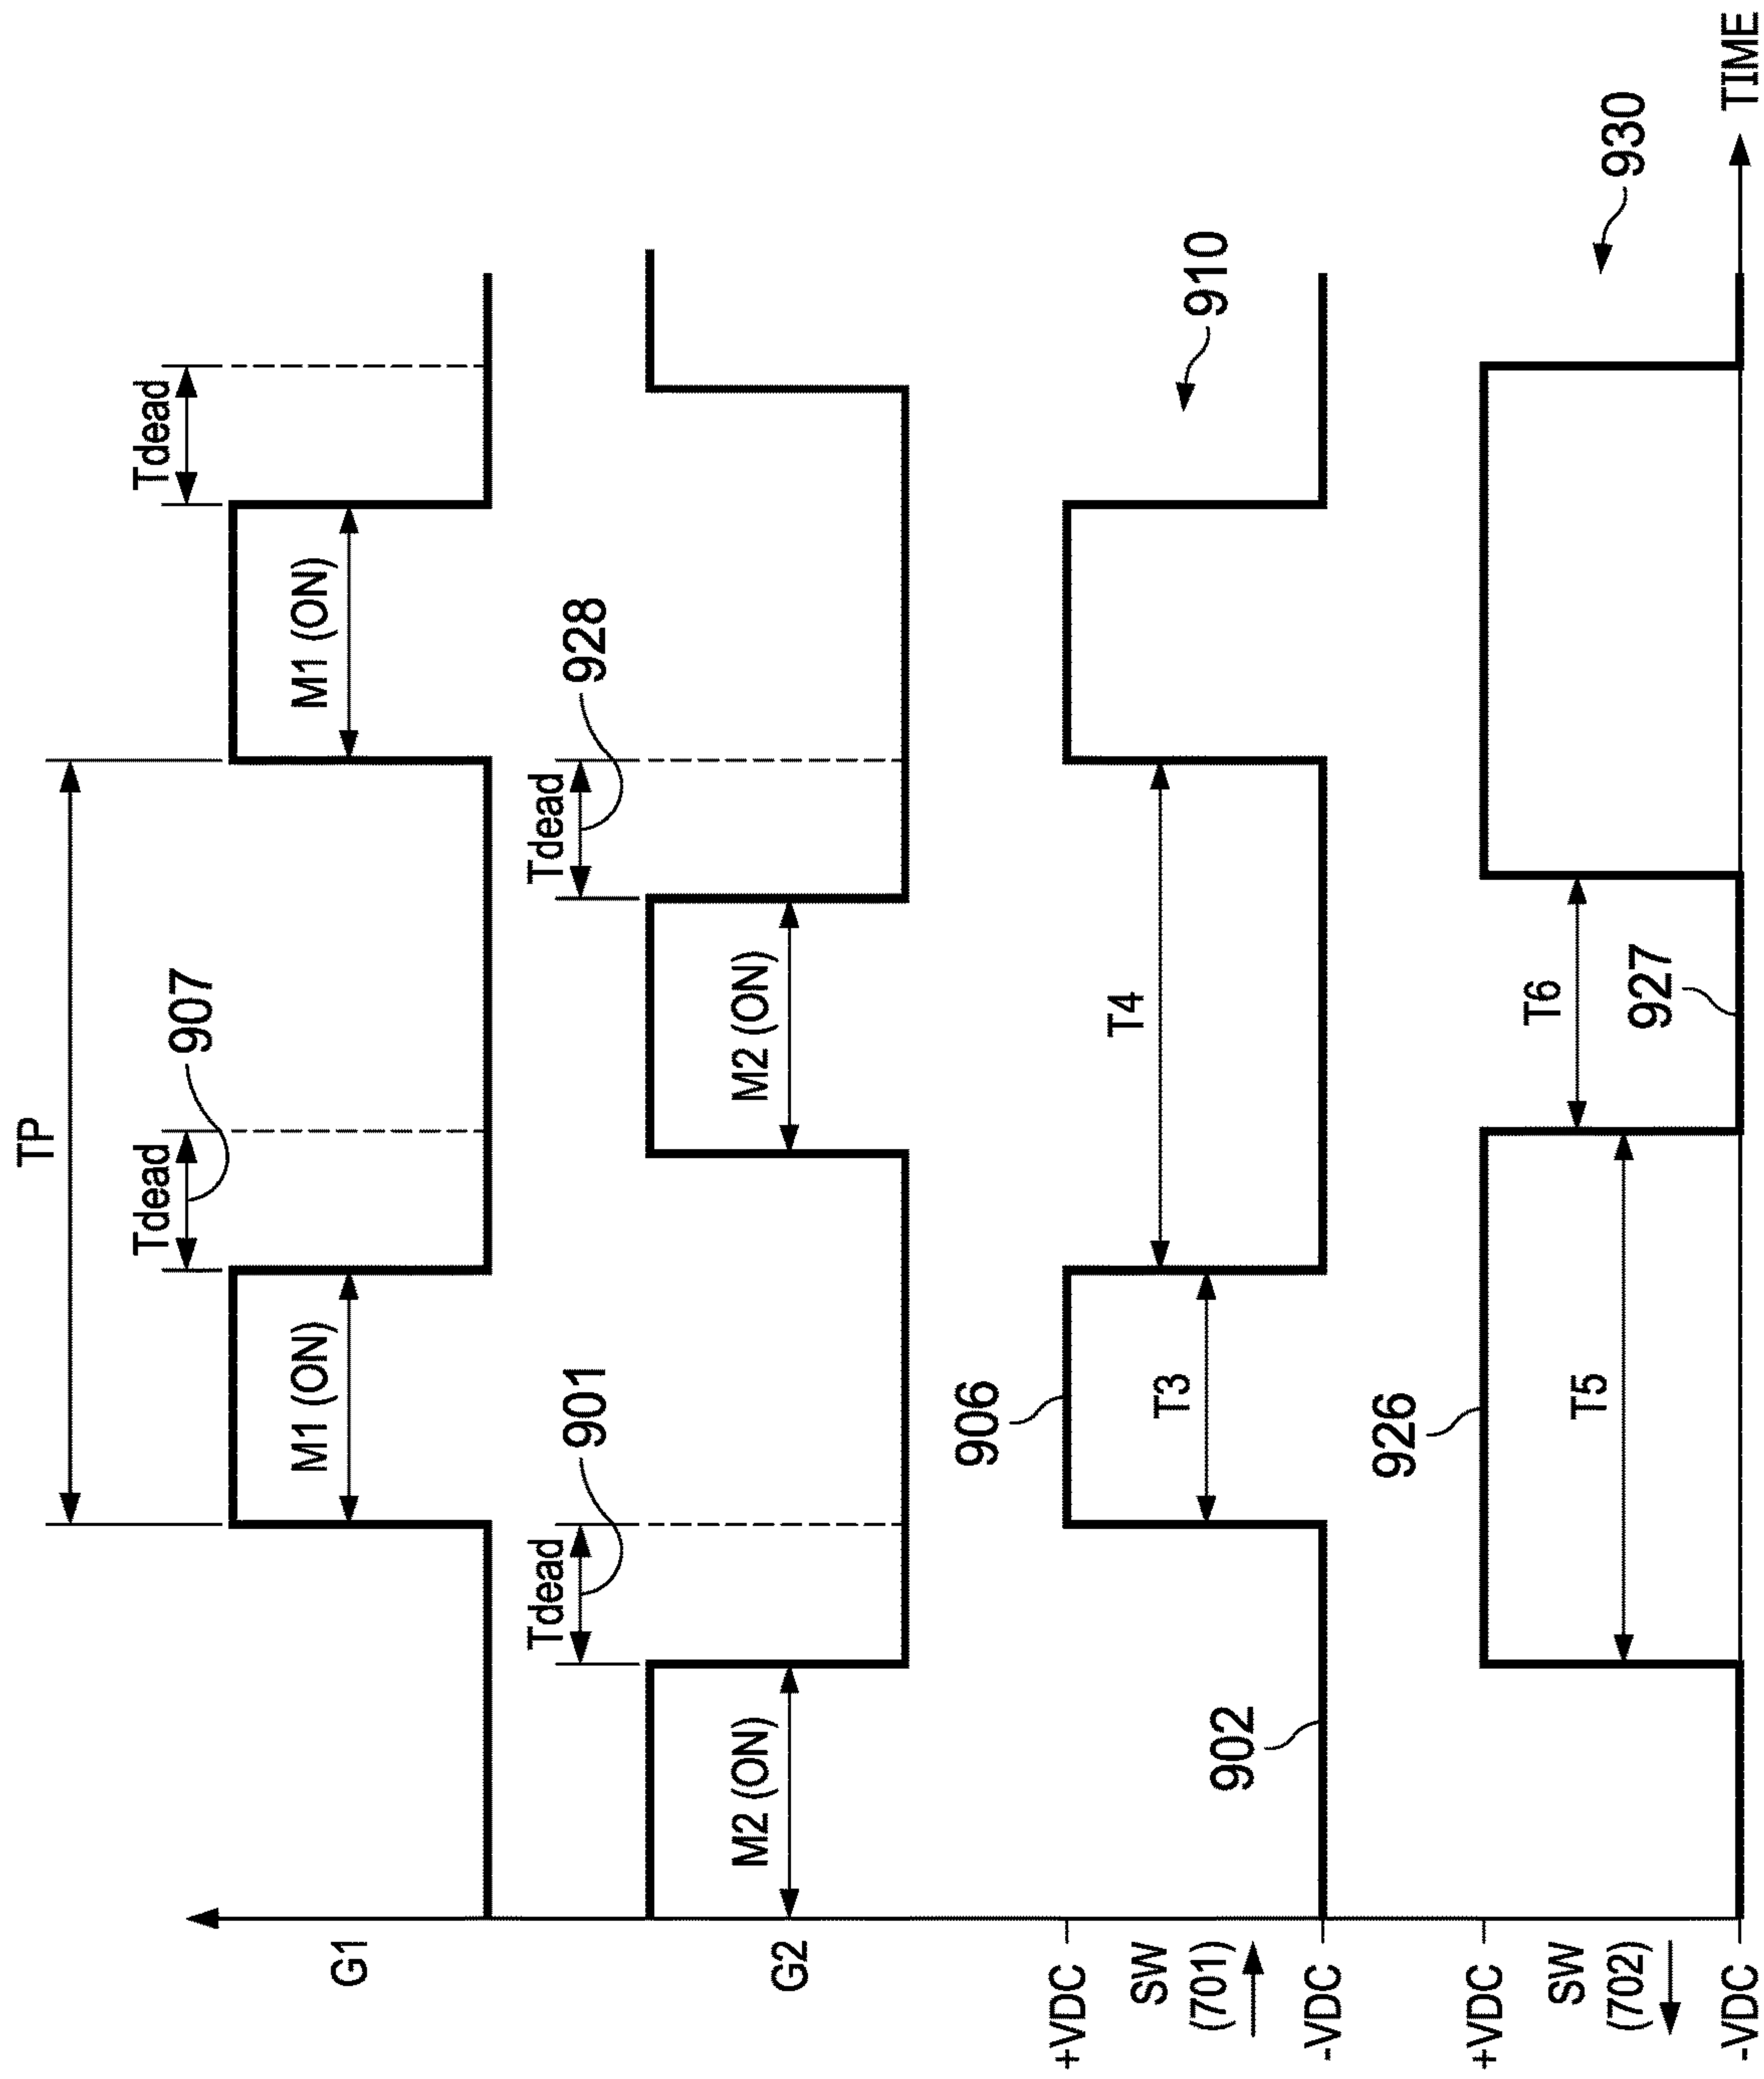 TP
Tdead
907
Tdead
G1
M1 (ON)
M1 (ON)
901
928
Tdead
Tdead
G2
M2 (ON)
M2 (ON)
+VDC
906
910
SW
(701)
T3
T4
902
-VDC
+VDC
926
930
SW
(702)
T5
T6
927
-VDC
TIME